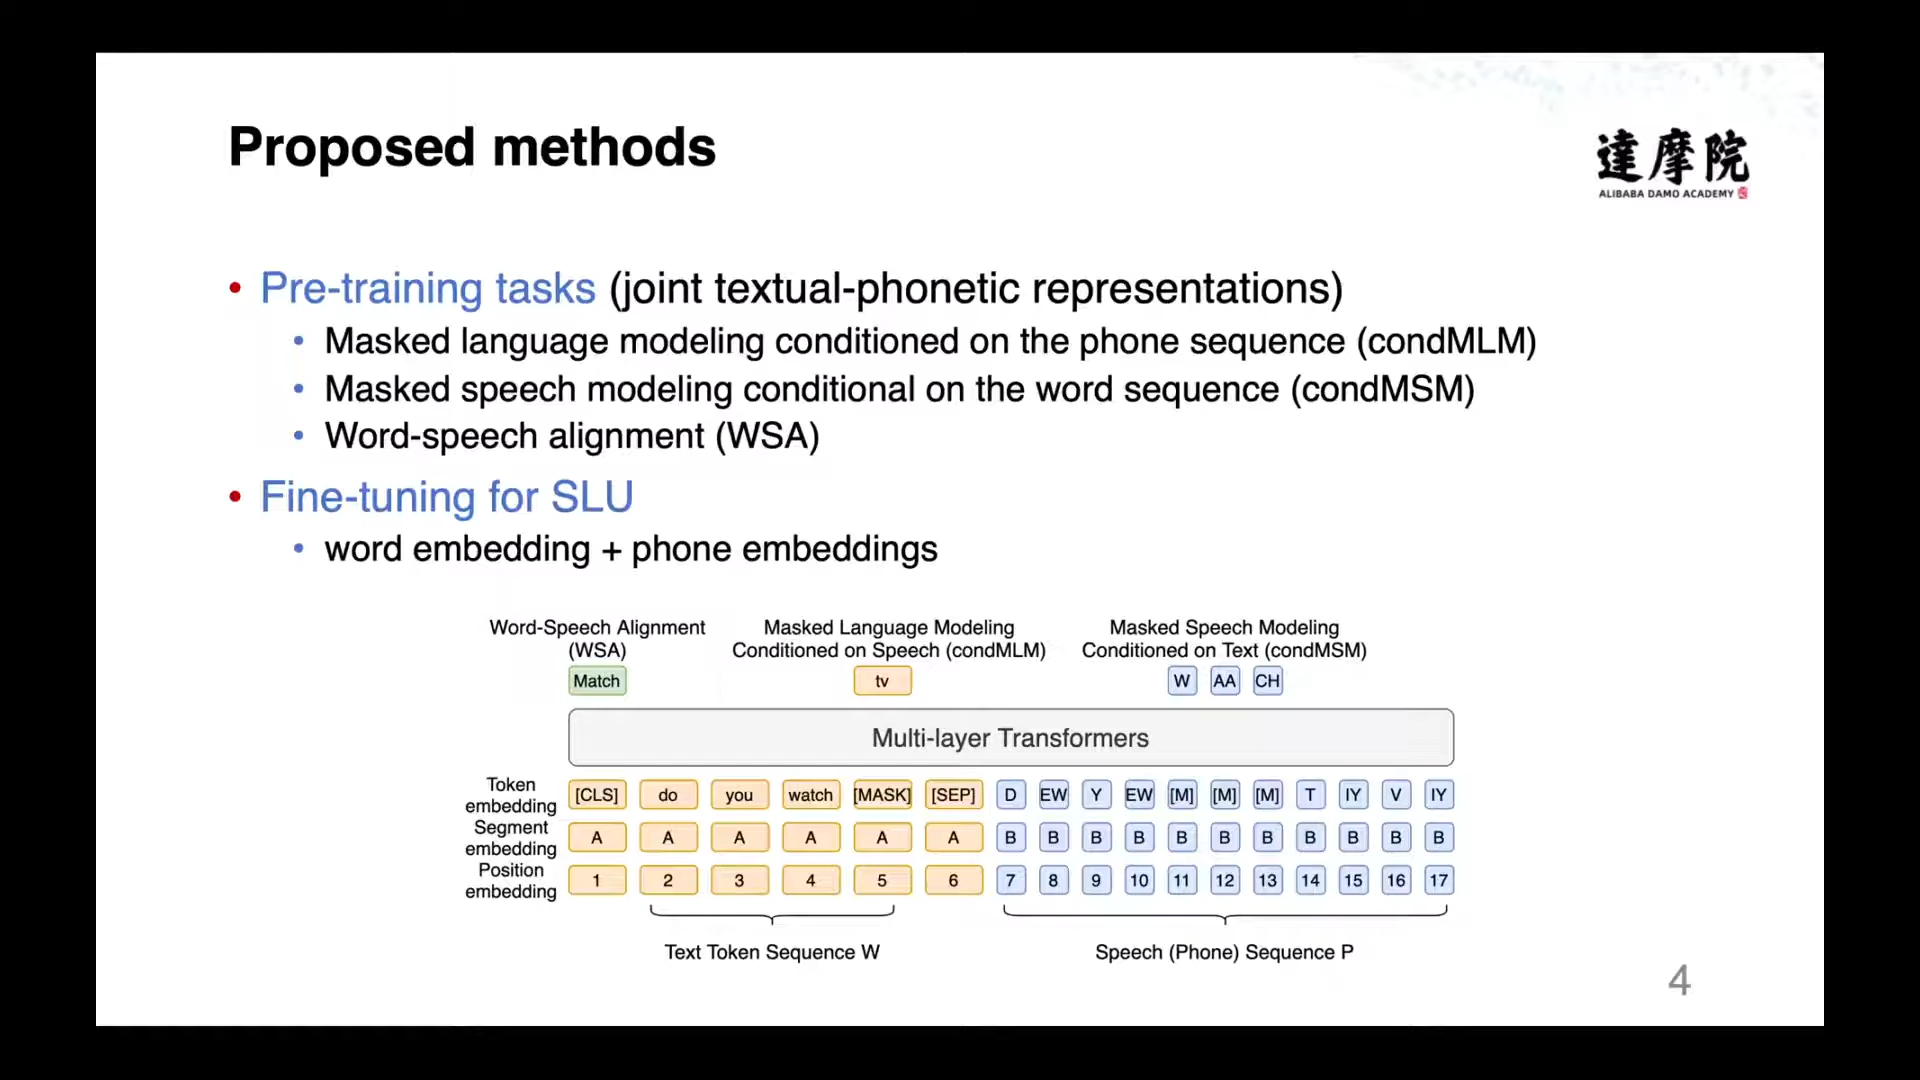 Proposed methods
達摩院
ALIBABA DAMO ACADEMY
• Pre-training tasks (joint textual-phonetic representations)
• Masked language modeling conditioned on the phone sequence (condMLM)
• Masked speech modeling conditional on the word sequence (condMSM)
• Word-speech alignment (WSA)
• Fine-tuning for SLU
• word embedding + phone embeddings
Word-Speech Alignment
(WSA)
Match
Masked Language Modeling
Conditioned on Speech (condMLM)
tv
Masked Speech Modeling
Conditioned on Text (condMSM)
W AA CH
Multi-layer Transformers
Token
embedding
[CLS] do you watch [MASK] [SEP] D EW Y EW [M] [M] [M] T IY V IY
Segment
embedding
A A A A A A B B B B B B B B B B B
Position
embedding
1 2 3 4 5 6 7 8 9 10 11 12 13 14 15 16 17
Text Token Sequence W
Speech (Phone) Sequence P
4